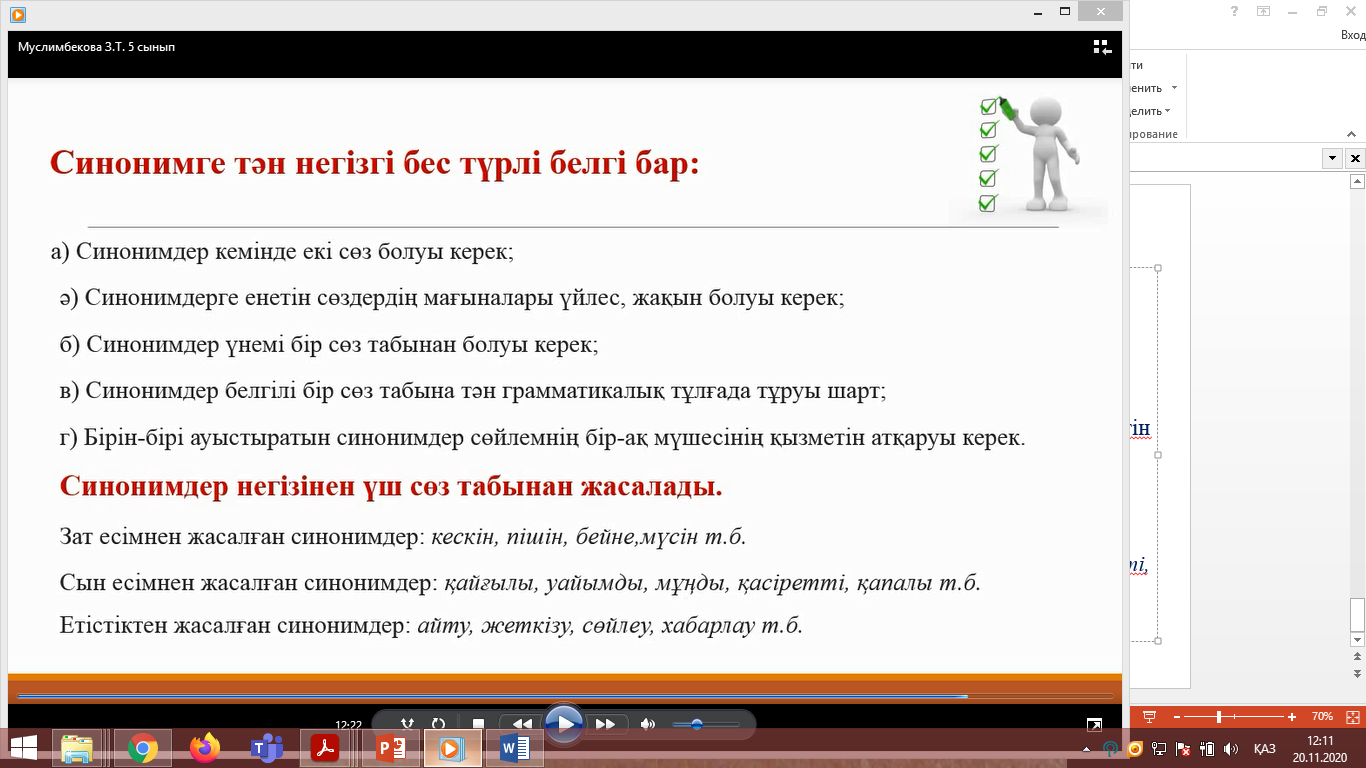 Муслимбекова З.Т. 5 сынып
? 
Вход
ти
енить
елить
ирование
Синонимге тән негізгі бес түрлі белгі бар:
а) Синонимдер кемінде екі сөз болуы керек;
ә) Синонимдерге енетін сөздердің мағыналары үйлес, жақын болуы керек;
б) Синонимдер үнемі бір сөз табынан болуы керек;
в) Синонимдер белгілі бір сөз табына тән грамматикалық тұлғада тұруы шарт;
г) Бірін-бірі ауыстыратын синонимдер сөйлемнің бір-ақ мүшесінің қызметін атқаруы керек.
Синонимдер негізінен үш сөз табынан жасалады.
Зат есімнен жасалған синонимдер: кескін, пішін, бейне,мүсін т.б.
Сын есімнен жасалған синонимдер: қайғылы, уайымды, мұңды, қасіретті, қапалы т.б.
Етістіктен жасалған синонимдер: айту, жеткізу, сөйлеу, хабарлау т.б.
12:22
70%
ҚАЗ
12:11
20.11.2020